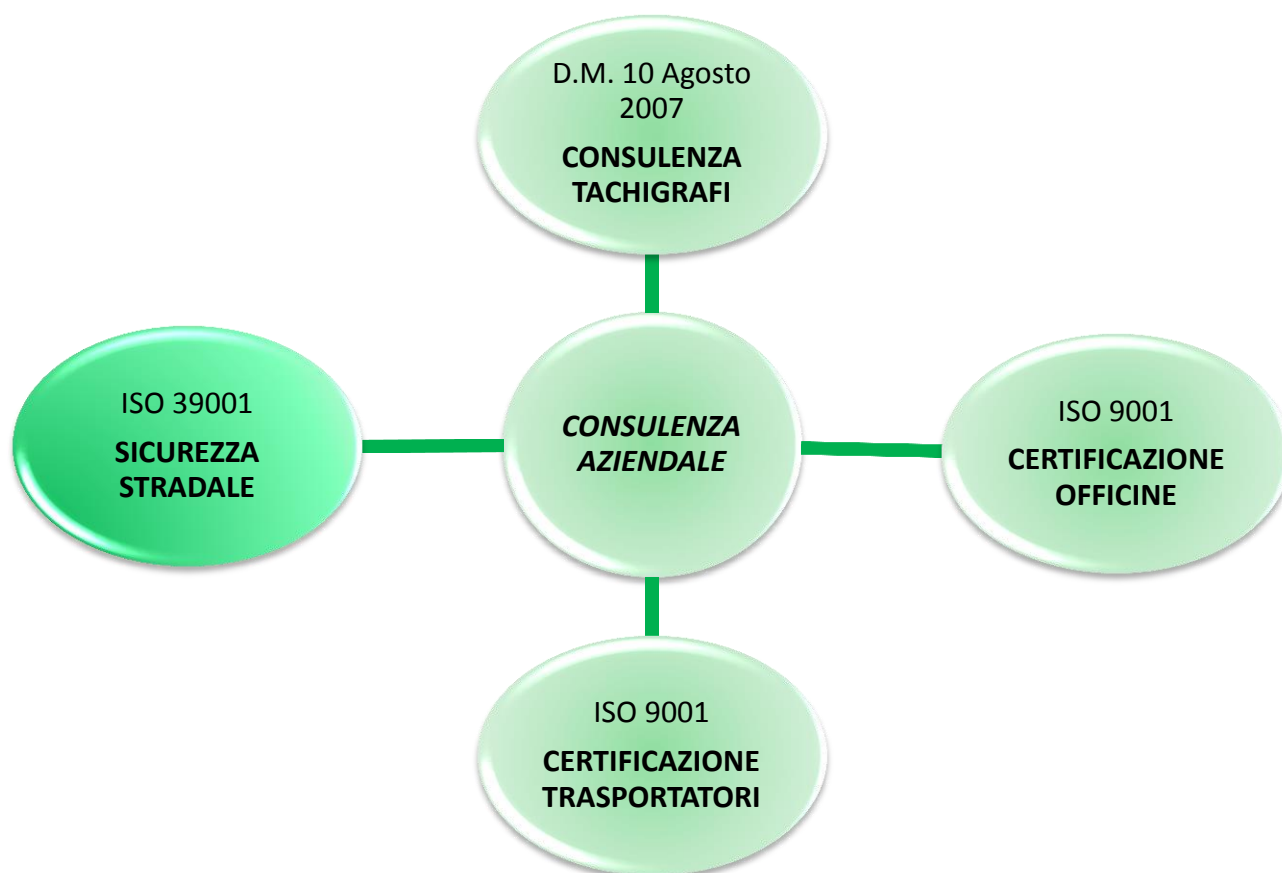 D.M. 10 Agosto
2007
CONSULENZA
TACHIGRAFI
ISO 39001
SICUREZZA
STRADALE
CONSULENZA
AZIENDALE
ISO 9001
CERTIFICAZIONE
OFFICINE
ISO 9001
CERTIFICAZIONE
TRASPORTATORI